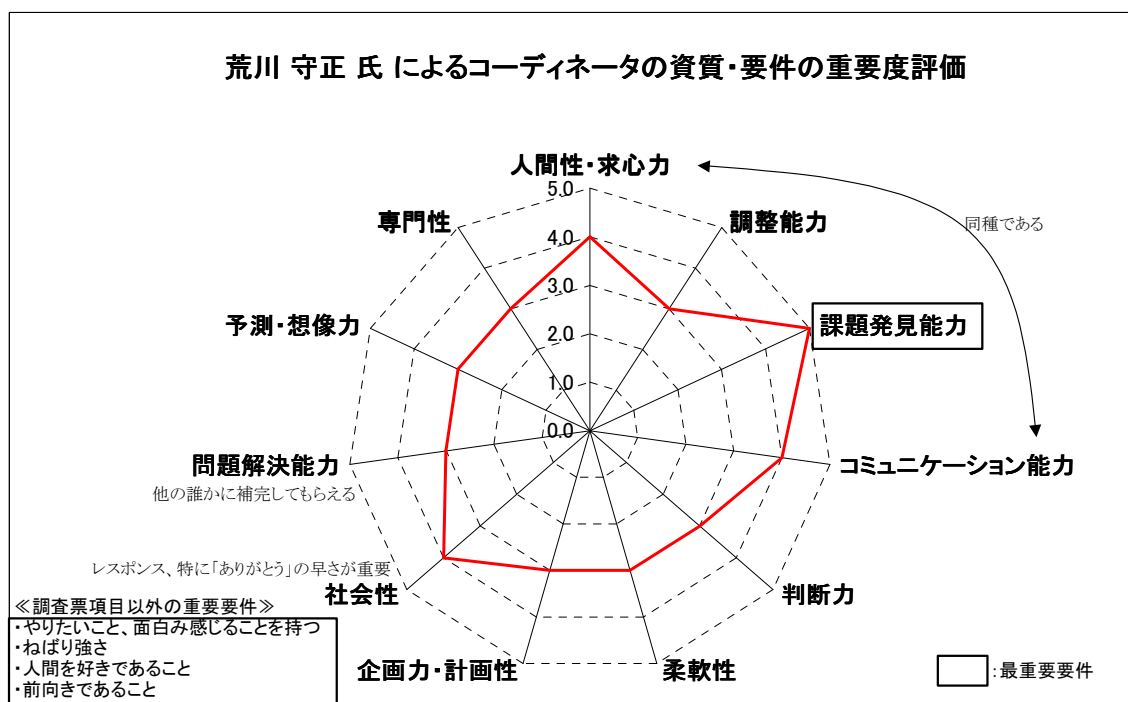 荒川 守正 氏 によるコーディネータの資質・要件の重要度評価
人間性・求心力
5.0
4.0
3.0
2.0
1.0
0.0
調整能力
同種である
課題発見能力
コミュニケーション能力
判断力
柔軟性
企画力・計画性
社会性
レスポンス、特に「ありがとう」の早さが重要
問題解決能力
他の誰かに補完してもらえる
予測・想像力
専門性
≪調査票項目以外の重要要件≫
・やりたいこと、面白み感じることを持つ
・ねばり強さ
・人間を好きであること
・前向きであること
:最重要要件